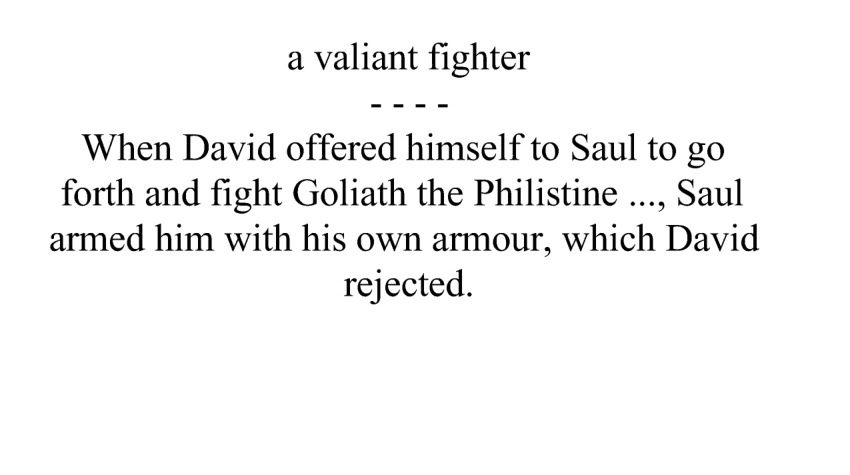 a valiant fighter
- - - -
When David offered himself to Saul to go
forth and fight Goliath the Philistine ..., Saul
armed him with his own armour, which David
rejected.